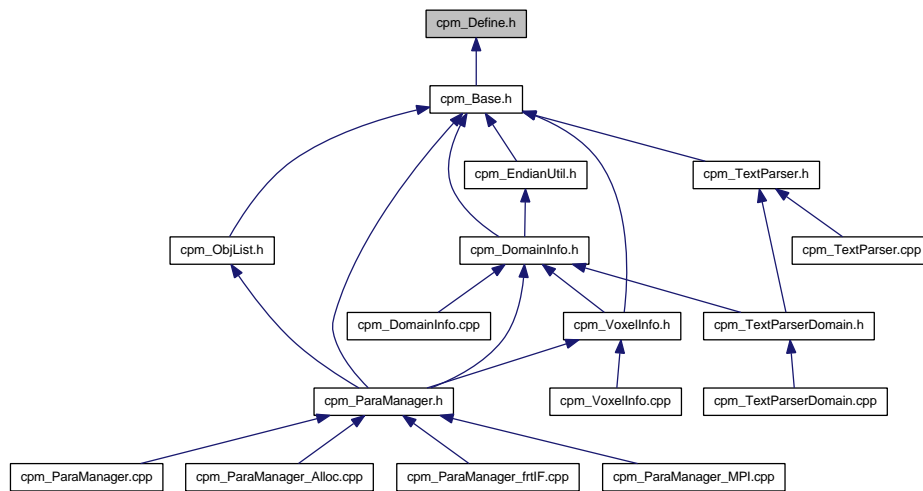 cpm_Define.h
cpm_Base.h
cpm_EndianUtil.h
cpm_TextParser.h
cpm_ObjList.h
cpm_DomainInfo.h
cpm_TextParser.cpp
cpm_DomainInfo.cpp
cpm_VoxelInfo.h
cpm_TextParserDomain.h
cpm_ParaManager.h
cpm_VoxelInfo.cpp
cpm_TextParserDomain.cpp
cpm_ParaManager.cpp
cpm_ParaManager_Alloc.cpp
cpm_ParaManager_frtIF.cpp
cpm_ParaManager_MPI.cpp